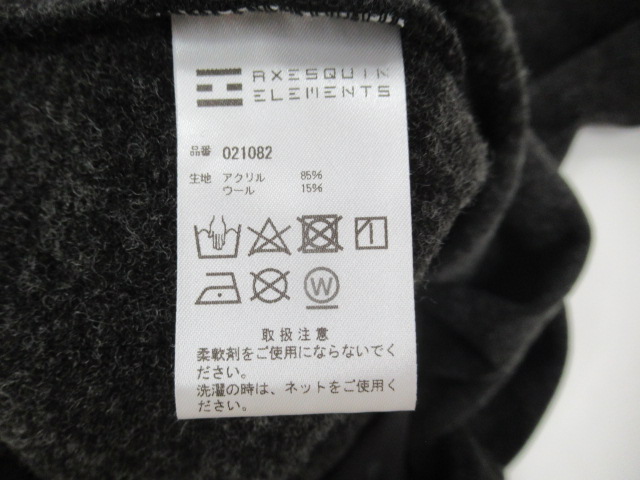 AXESQUIN
ELEMENTS
品番 021082
生地 アクリル 85%
ウール 15%
W
取扱注意
柔軟剤をご使用にならないでく
ださい。
洗濯の時は、ネットをご使用く
ださい。